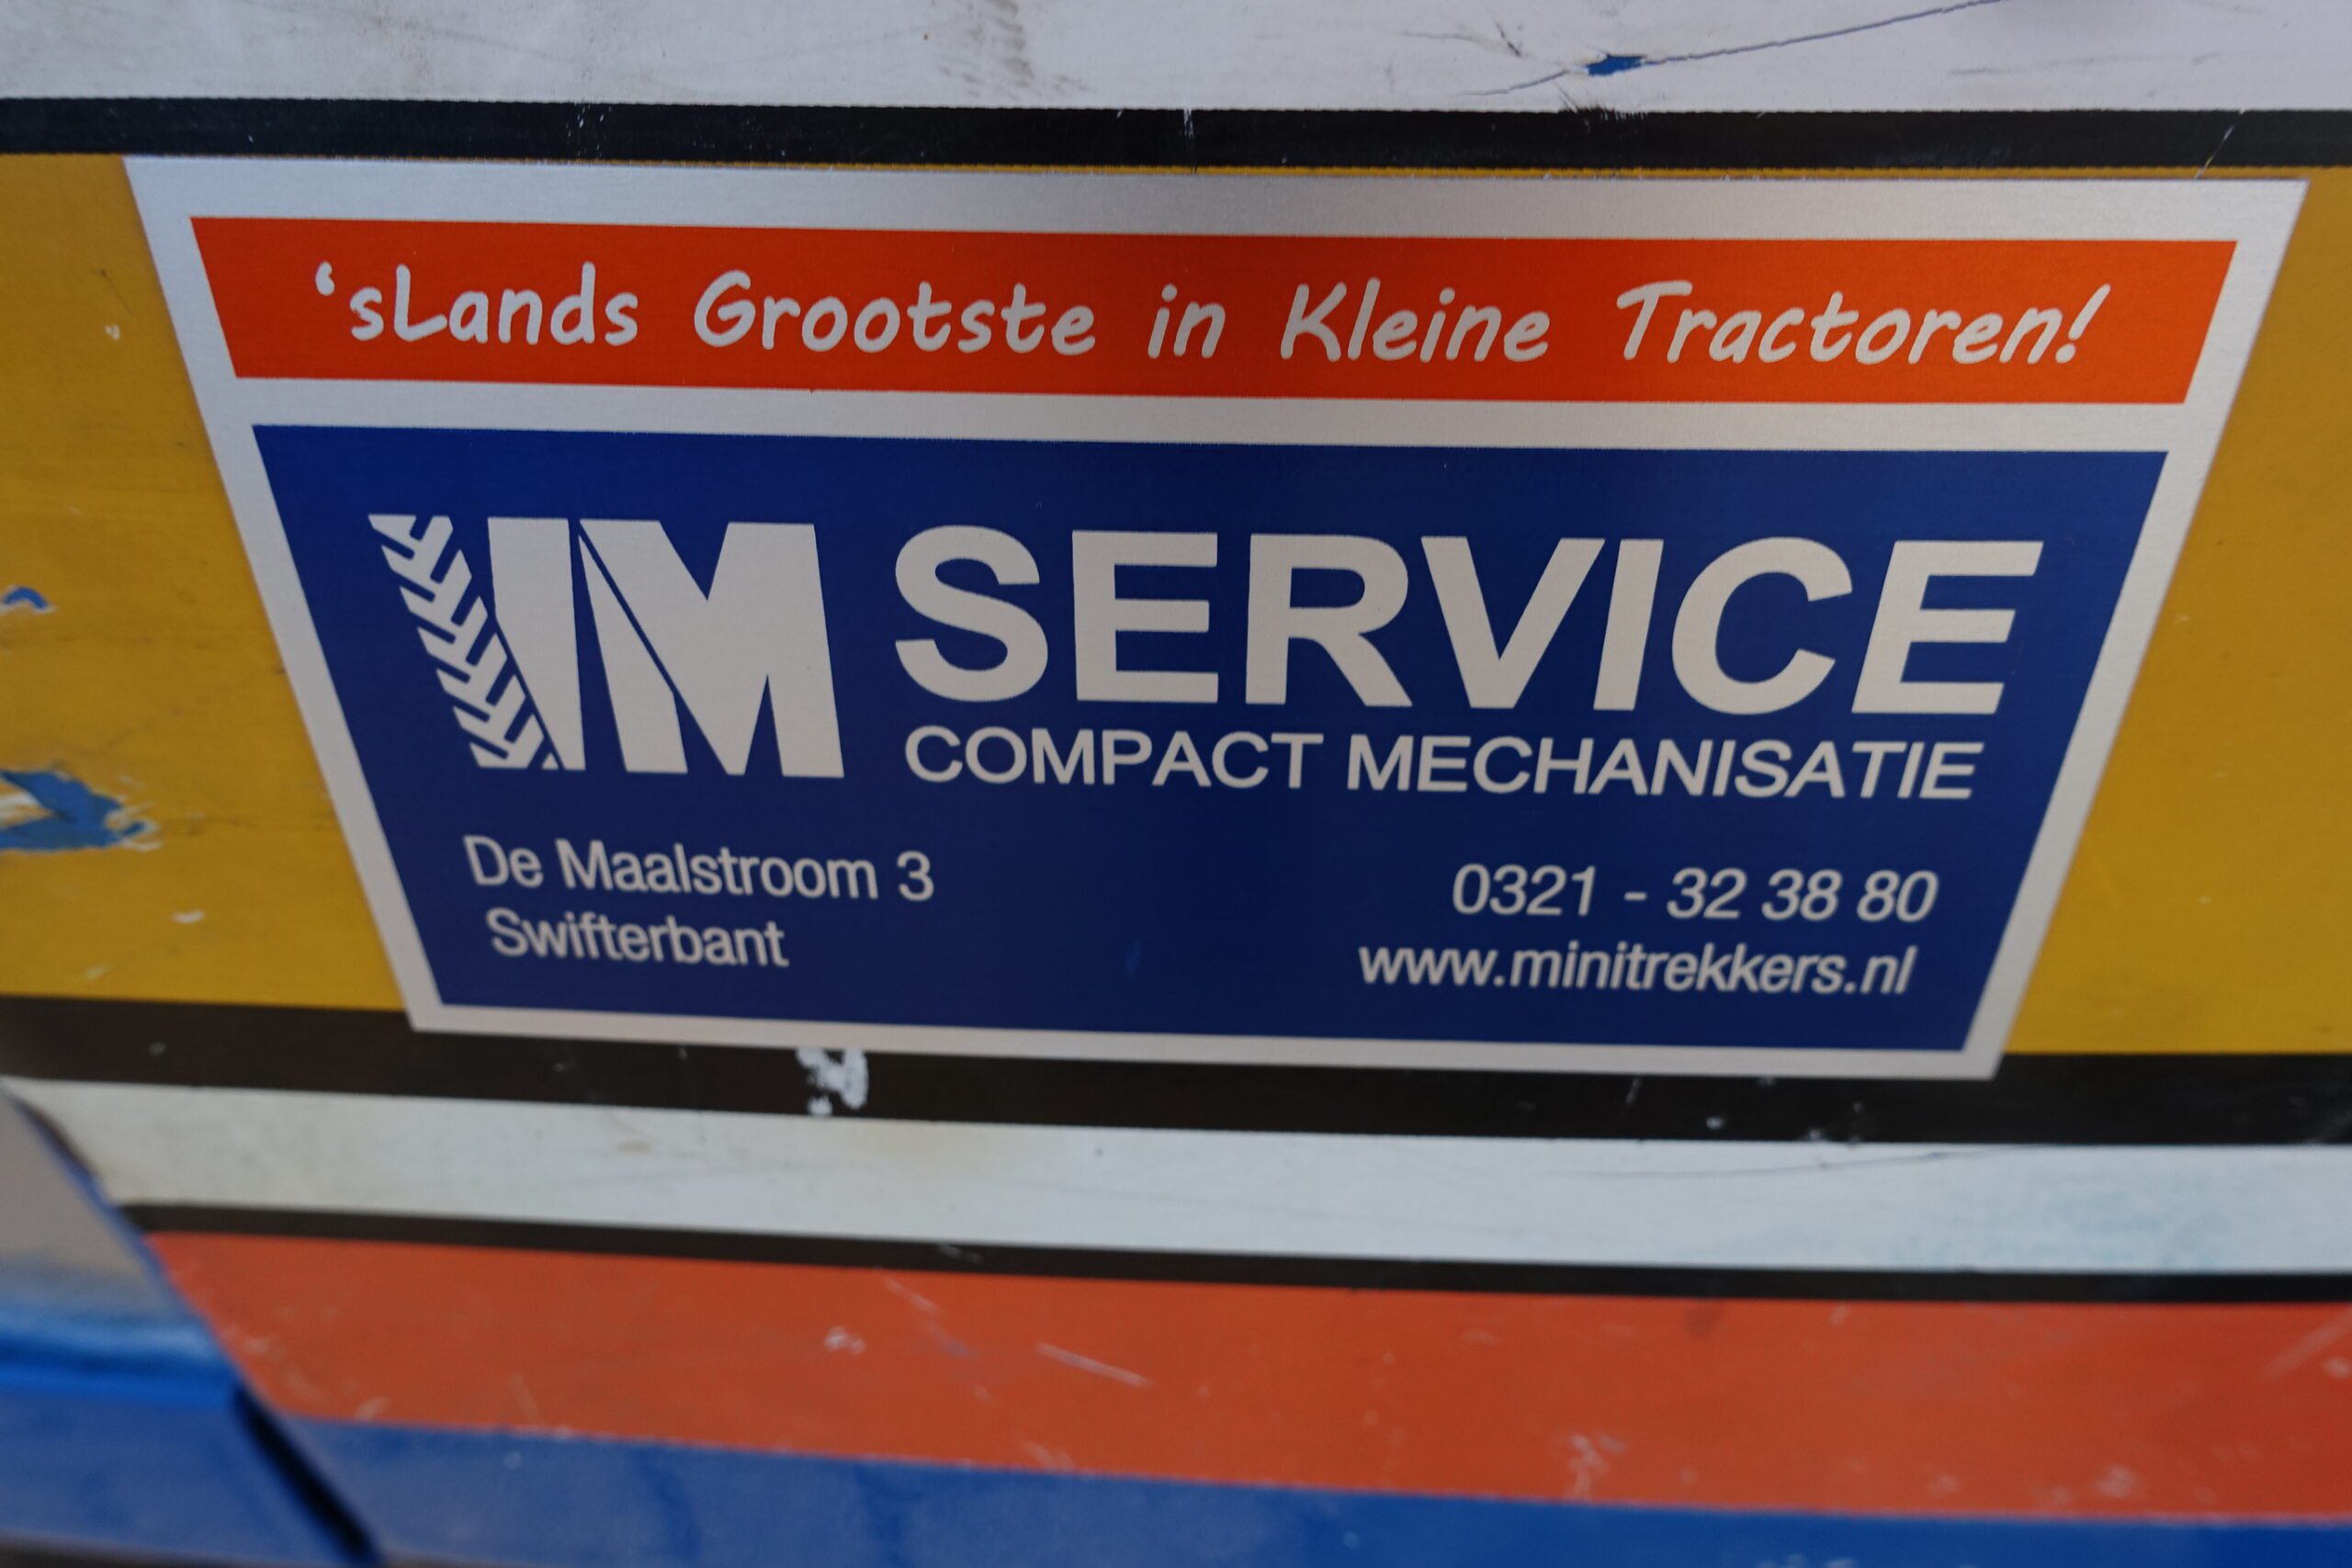 ‘sLands Grootste in Kleine Tractoren!
IM SERVICE
COMPACT MECHANISATIE
De Maalstroom 3
Swifterbant
0321 - 32 38 80
www.minitrekkers.nl